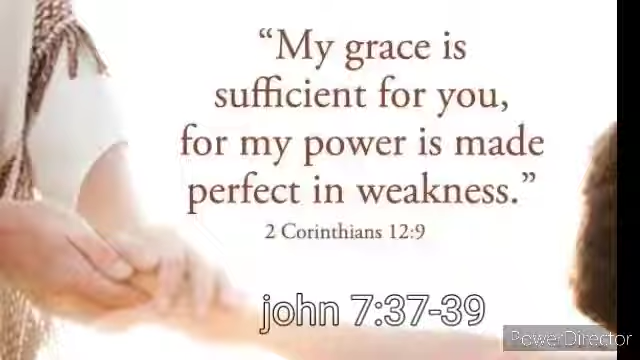 “My grace is
sufficient for you,
for my power is made
perfect in weakness.”
2 Corinthians 12:9
john 7:37-39
PowerDirector